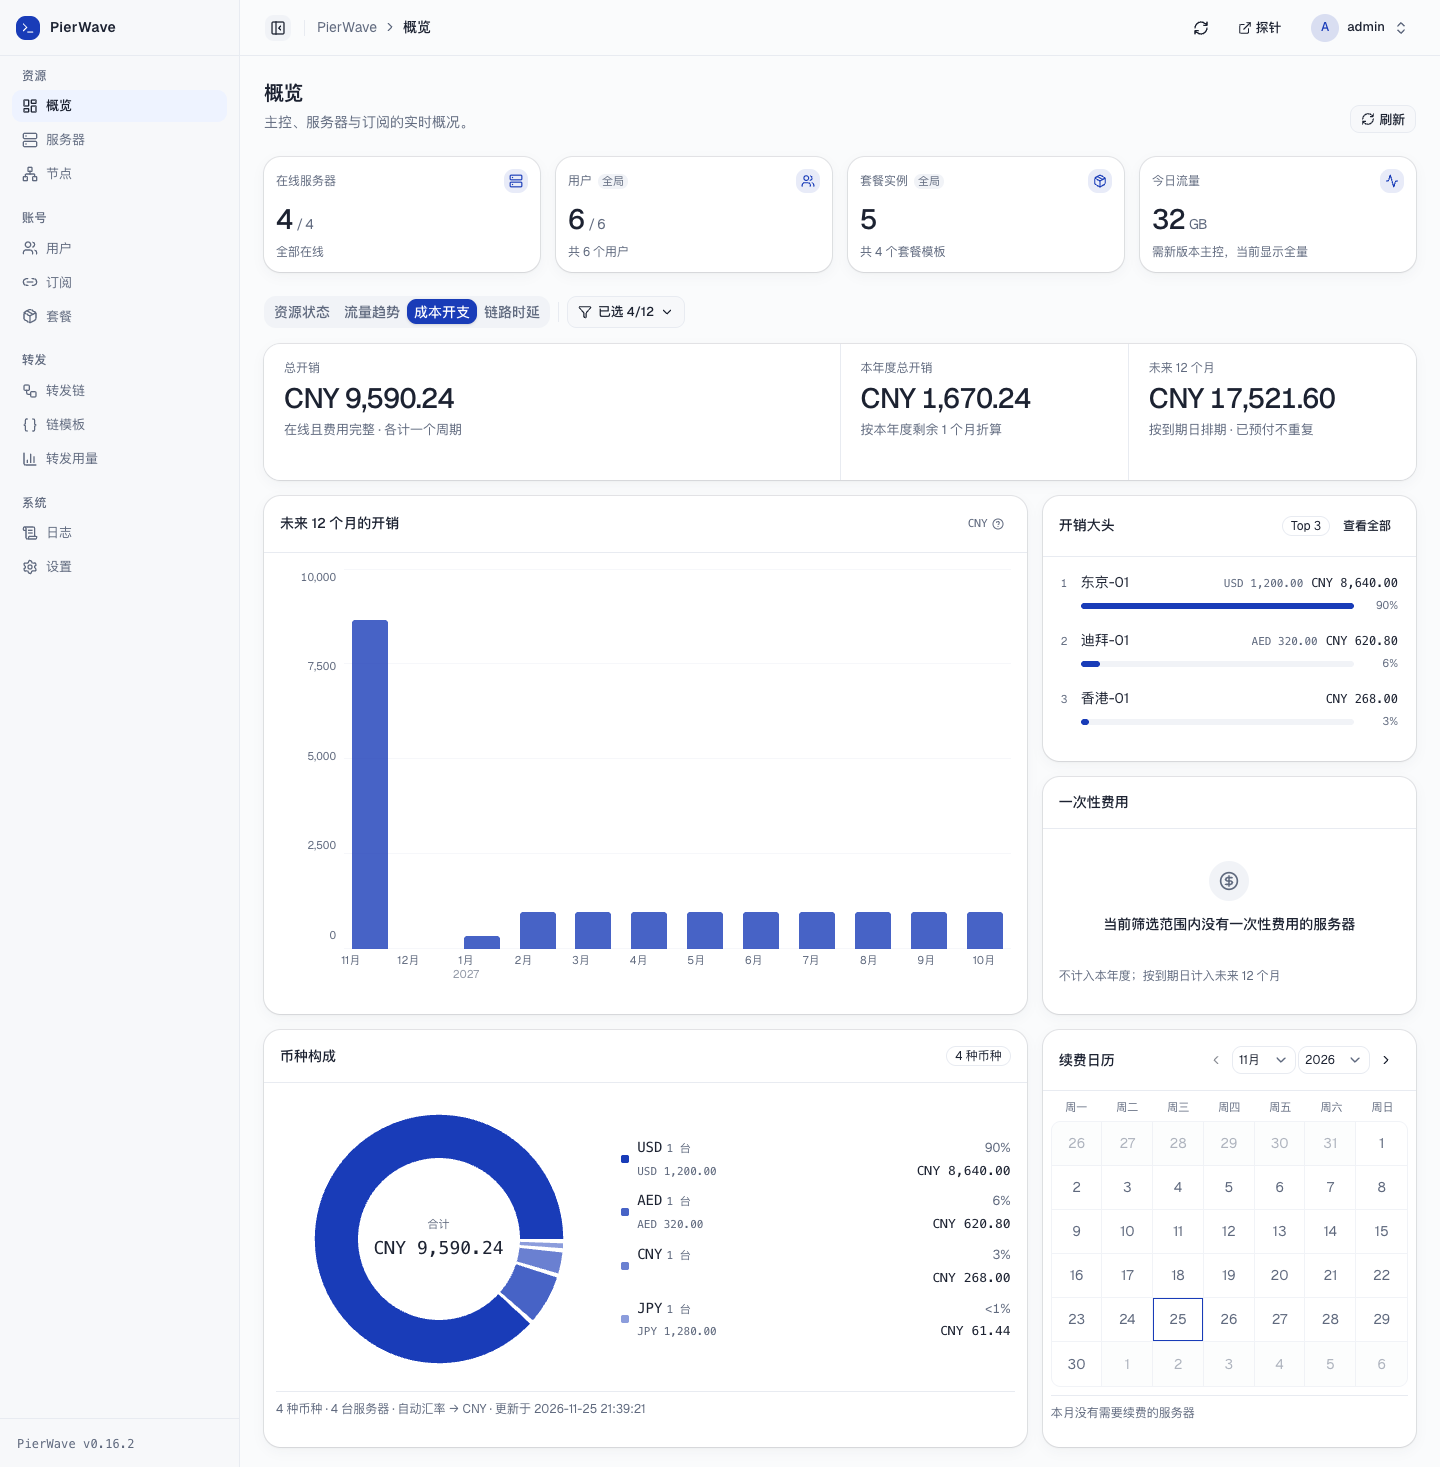 PierWave
资源
概览
服务器
节点
账号
用户
订阅
套餐
转发
转发链
链模板
转发用量
系统
日志
设置
PierWave v0.16.2
PierWave > 概览
探针
A admin
概览
主控、服务器与订阅的实时概况。
刷新
在线服务器
4 / 4
全部在线
用户 全局
6 / 6
共 6 个用户
套餐实例 全局
5
共 4 个套餐模板
今日流量
32 GB
需新版本主控，当前显示全量
资源状态 流量趋势 成本开支 链路时延 已选 4/12
总开销
CNY 9,590.24
在线且费用完整 · 各计一个周期
本年度总开销
CNY 1,670.24
按本年度剩余 1 个月折算
未来 12 个月
CNY 17,521.60
按到期日排期 · 已预付不重复
未来 12 个月的开销 CNY
10,000
7,500
5,000
2,500
0
11月 12月 1月 2月 3月 4月 5月 6月 7月 8月 9月 10月
2027
开销大头 Top 3 查看全部
1 东京-01 USD 1,200.00 CNY 8,640.00
90%
2 迪拜-01 AED 320.00 CNY 620.80
6%
3 香港-01 CNY 268.00
3%
一次性费用
当前筛选范围内没有一次性费用的服务器
不计入本年度；按到期日计入未来 12 个月
币种构成 4 种币种
合计
CNY 9,590.24
USD 1 台 90%
USD 1,200.00 CNY 8,640.00
AED 1 台 6%
AED 320.00 CNY 620.80
CNY 1 台 3%
CNY 268.00
JPY 1 台 <1%
JPY 1,280.00 CNY 61.44
4 种币种 · 4 台服务器 · 自动汇率 → CNY · 更新于 2026-11-25 21:39:21
续费日历 11月 2026
周一 周二 周三 周四 周五 周六 周日
26 27 28 29 30 31 1
2 3 4 5 6 7 8
9 10 11 12 13 14 15
16 17 18 19 20 21 22
23 24 25 26 27 28 29
30 1 2 3 4 5 6
本月没有需要续费的服务器